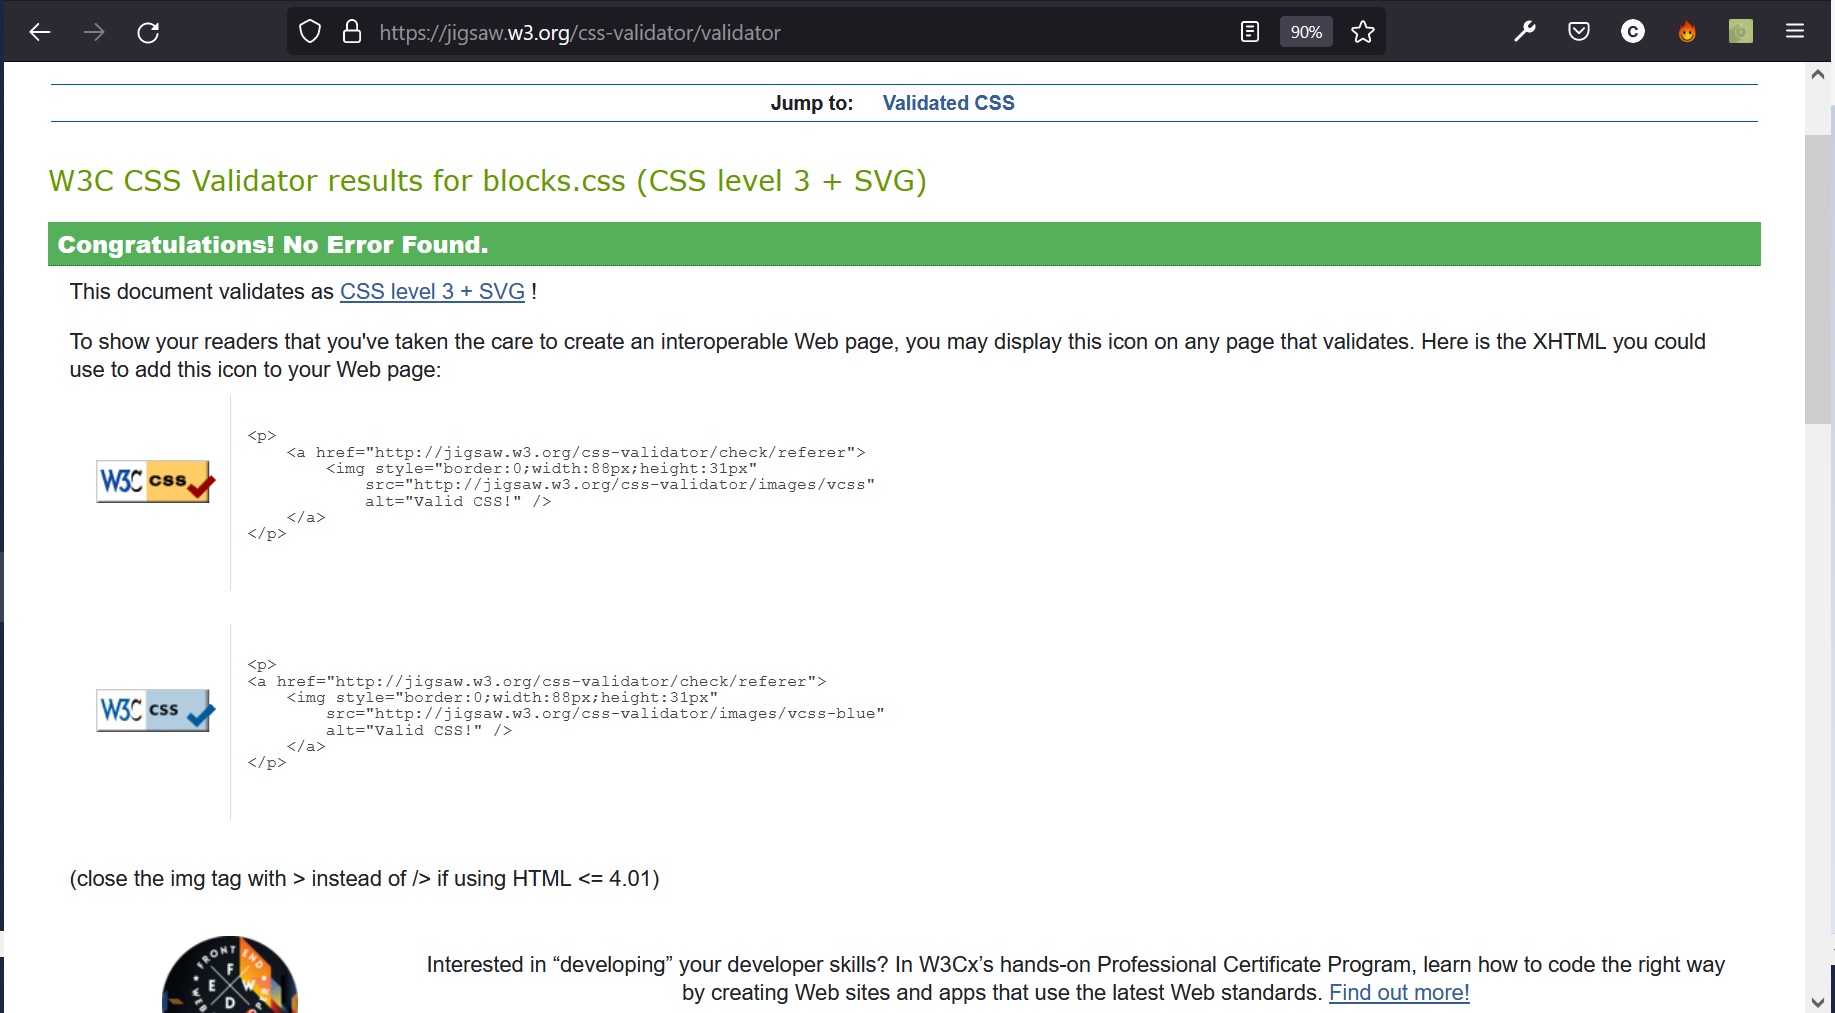 https://jigsaw.w3.org/css-validator/validator
90%
C
Jump to: Validated CSS
W3C CSS Validator results for blocks.css (CSS level 3 + SVG)
Congratulations! No Error Found.
This document validates as CSS level 3 + SVG !
To show your readers that you've taken the care to create an interoperable Web page, you may display this icon on any page that validates. Here is the XHTML you could
use to add this icon to your Web page:
W3C css
<p>
<a href="http://jigsaw.w3.org/css-validator/check/referer">
<img style="border:0;width:88px;height:31px"
src="http://jigsaw.w3.org/css-validator/images/vcss"
alt="Valid CSS!" />
</a>
</p>
W3C css
<p>
<a href="http://jigsaw.w3.org/css-validator/check/referer">
<img style="border:0;width:88px;height:31px"
src="http://jigsaw.w3.org/css-validator/images/vcss-blue"
alt="Valid CSS!" />
</a>
</p>
(close the img tag with > instead of /> if using HTML <= 4.01)
FRONT END
F
E W
D
WEB
Interested in “developing” your developer skills? In W3Cx’s hands-on Professional Certificate Program, learn how to code the right way
by creating Web sites and apps that use the latest Web standards. Find out more!